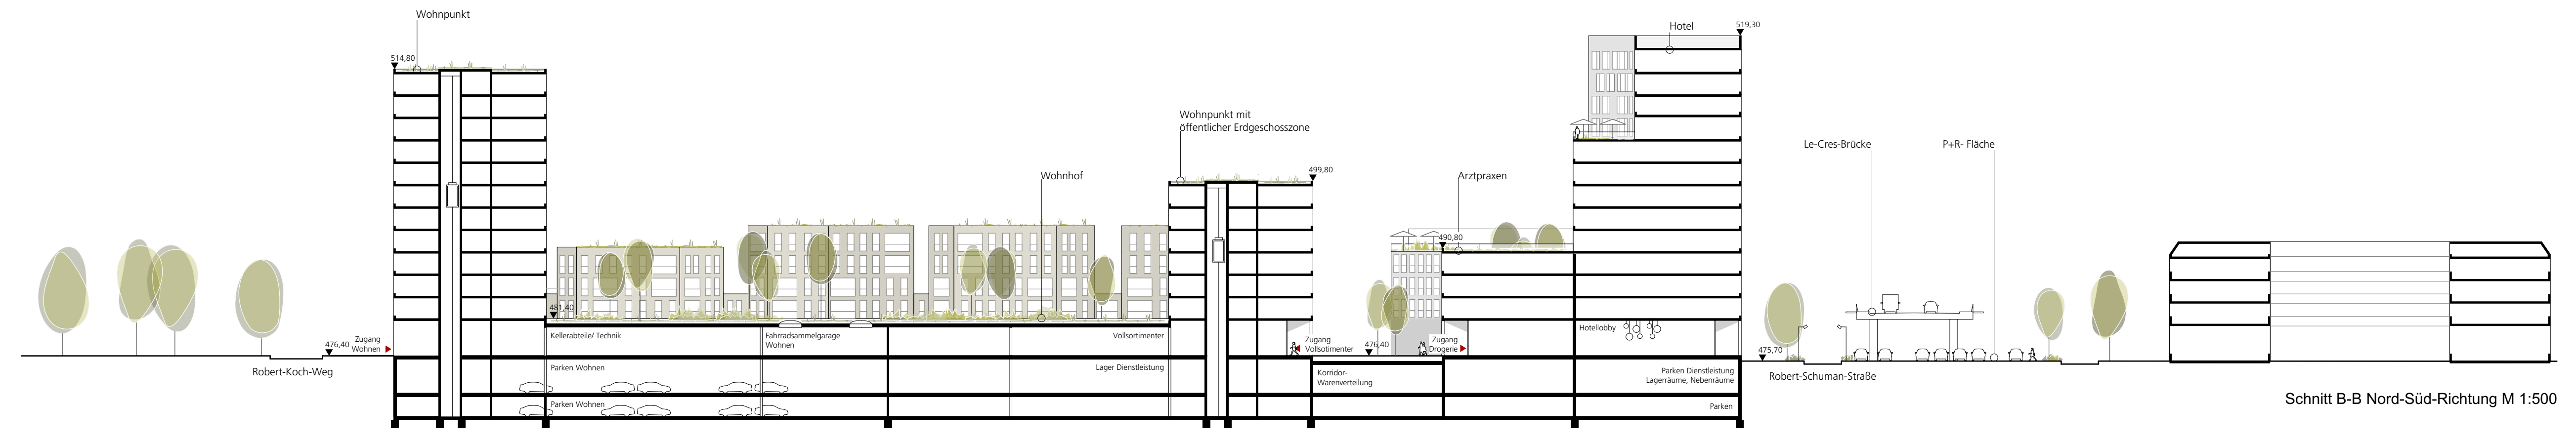 Wohnpunkt
514,80
Hotel
519,30
Wohnpunkt mit
öffentlicher Erdgeschosszone
499,80
Wohnhof
Arztpraxen
490,80
Le-Cres-Brücke
P+R- Fläche
481,40
Kellerabteile/ Technik
Fahrradsammelgarage
Wohnen
Vollsortimenter
Hotellobby
476,40
Zugang
Wohnen
Zugang
Vollsotimenter
476,40
Zugang
Drogerie
475,70
Robert-Koch-Weg
Parken Wohnen
Lager Dienstleistung
Korridor-
Warenverteilung
Parken Dienstleistung
Lagerräume, Nebenräume
Robert-Schuman-Straße
Parken Wohnen
Parken
Schnitt B-B Nord-Süd-Richtung M 1:500